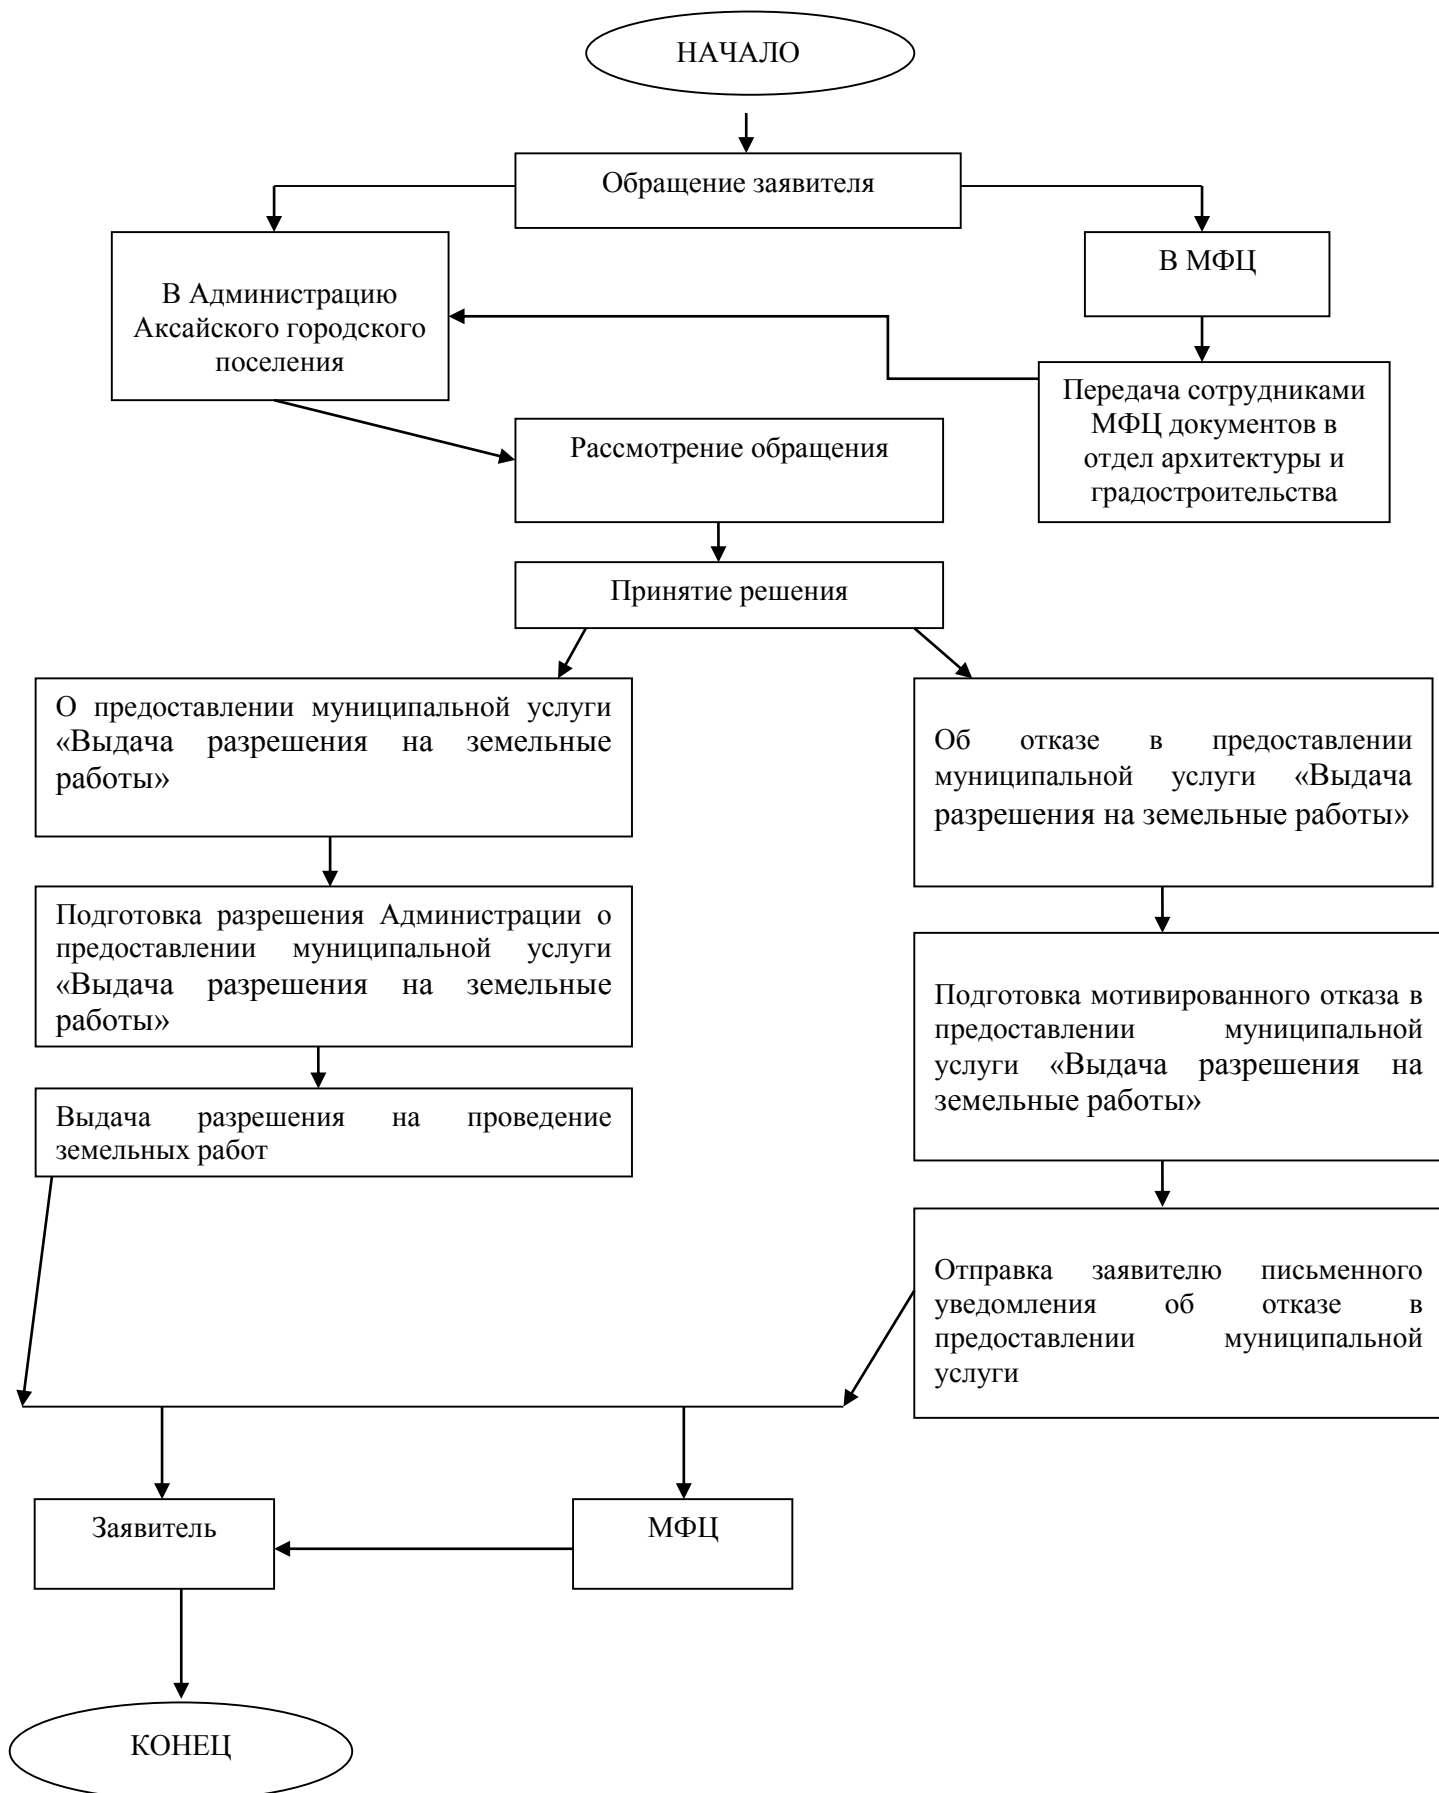 НАЧАЛО
Обращение заявителя
В Администрацию
Аксайского городского
поселения
В МФЦ
Передача сотрудниками
МФЦ документов в
отдел архитектуры и
градостроительства
Рассмотрение обращения
Принятие решения
О предоставлении муниципальной услуги
«Выдача разрешения на земельные
работы»
Об отказе в предоставлении
муниципальной услуги «Выдача
разрешения на земельные работы»
Подготовка разрешения Администрации о
предоставлении муниципальной услуги
«Выдача разрешения на земельные
работы»
Подготовка мотивированного отказа в
предоставлении муниципальной
услуги «Выдача разрешения на
земельные работы»
Выдача разрешения на проведение
земельных работ
Отправка заявителю письменного
уведомления об отказе в
предоставлении муниципальной
услуги
Заявитель
МФЦ
КОНЕЦ